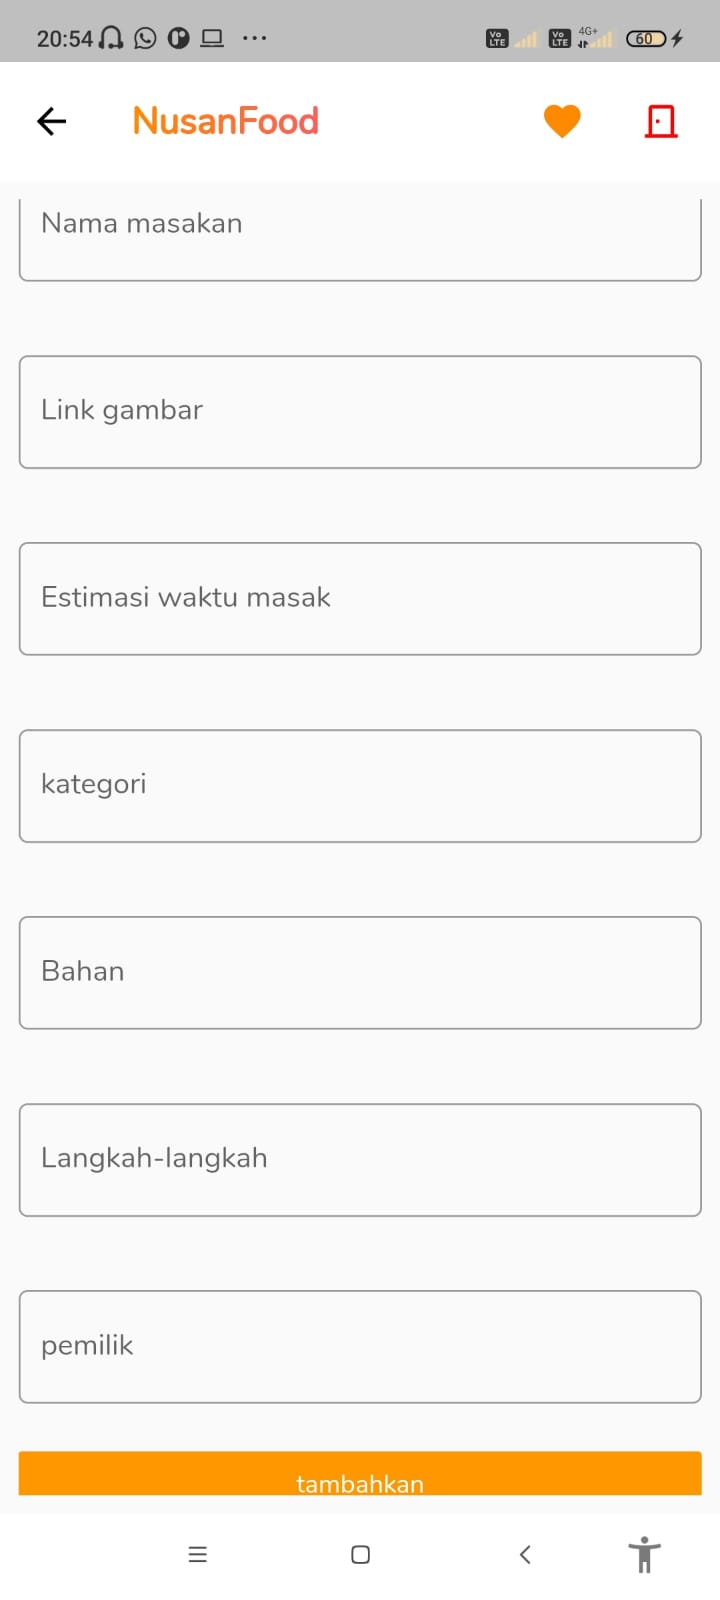 20:54 ... Vo LTE Vo LTE 4G+ 60
NusanFood
Nama masakan
Link gambar
Estimasi waktu masak
kategori
Bahan
Langkah-langkah
pemilik
tambahkan